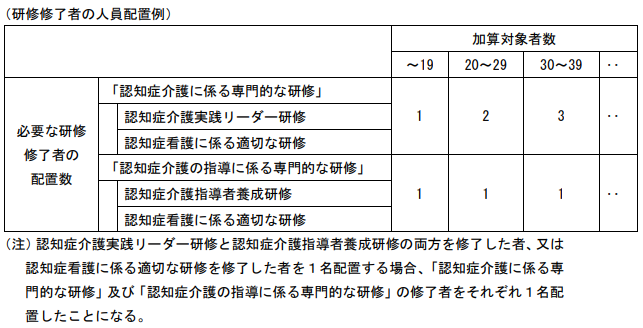 （研修修了者の人員配置例）
加算対象者数
～19　20～29　30～39　‥
必要な研修
修了者の
配置数
「認知症介護に係る専門的な研修」
認知症介護実践リーダー研修
認知症看護に係る適切な研修
1　2　3　‥
「認知症介護の指導に係る専門的な研修」
認知症介護指導者養成研修
認知症看護に係る適切な研修
1　1　1　‥
（注）認知症介護実践リーダー研修と認知症介護指導者養成研修の両方を修了した者、又は
認知症看護に係る適切な研修を修了した者を１名配置する場合、「認知症介護に係る専
門的な研修」及び「認知症介護の指導に係る専門的な研修」の修了者をそれぞれ１名配
置したことになる。